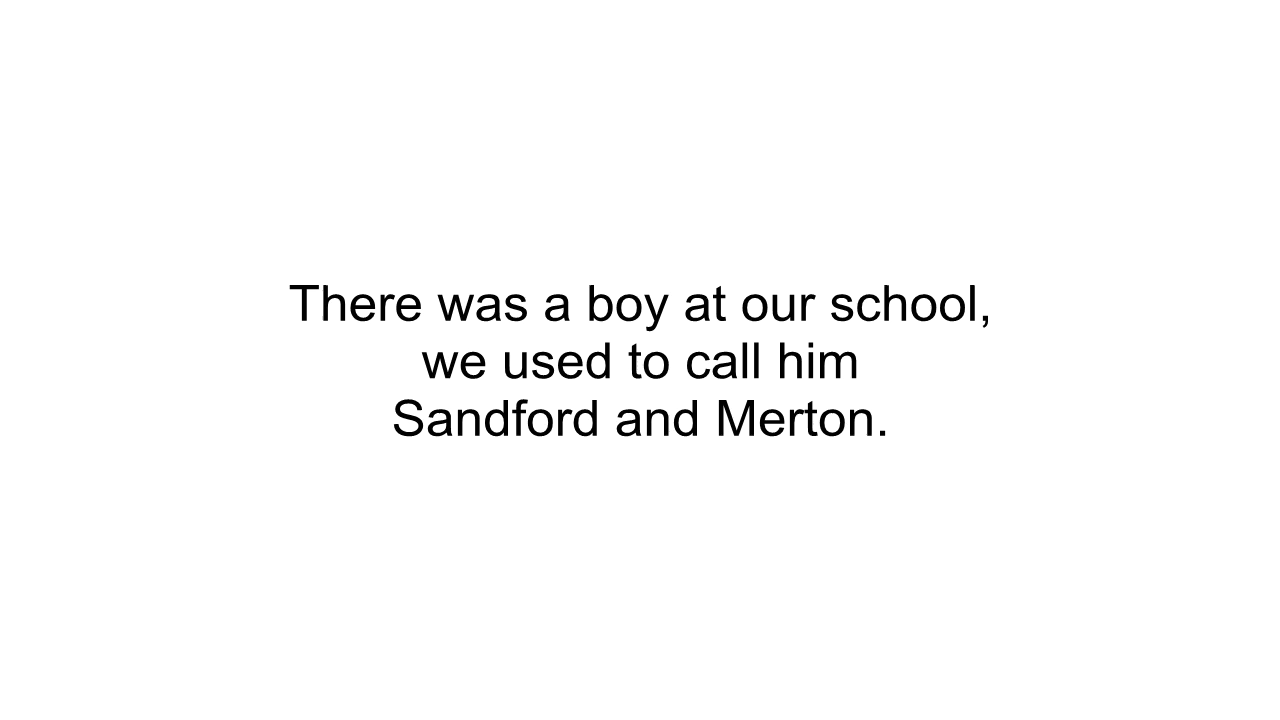 There was a boy at our school,
we used to call him
Sandford and Merton.